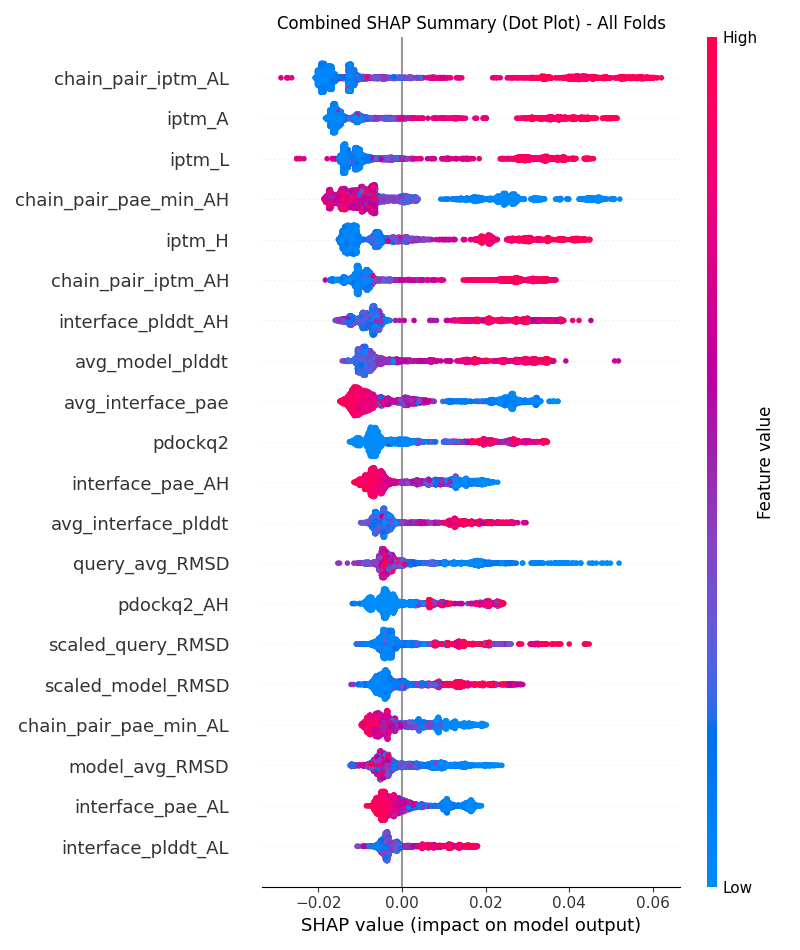 Combined SHAP Summary (Dot Plot) - All Folds
High
chain_pair_iptm_AL
iptm_A
iptm_L
chain_pair_pae_min_AH
iptm_H
chain_pair_iptm_AH
interface_plddt_AH
avg_model_plddt
avg_interface_pae
pdockq2
interface_pae_AH
avg_interface_plddt
query_avg_RMSD
pdockq2_AH
scaled_query_RMSD
scaled_model_RMSD
chain_pair_pae_min_AL
model_avg_RMSD
interface_pae_AL
interface_plddt_AL
Feature value
Low
−0.02 0.00 0.02 0.04 0.06
SHAP value (impact on model output)